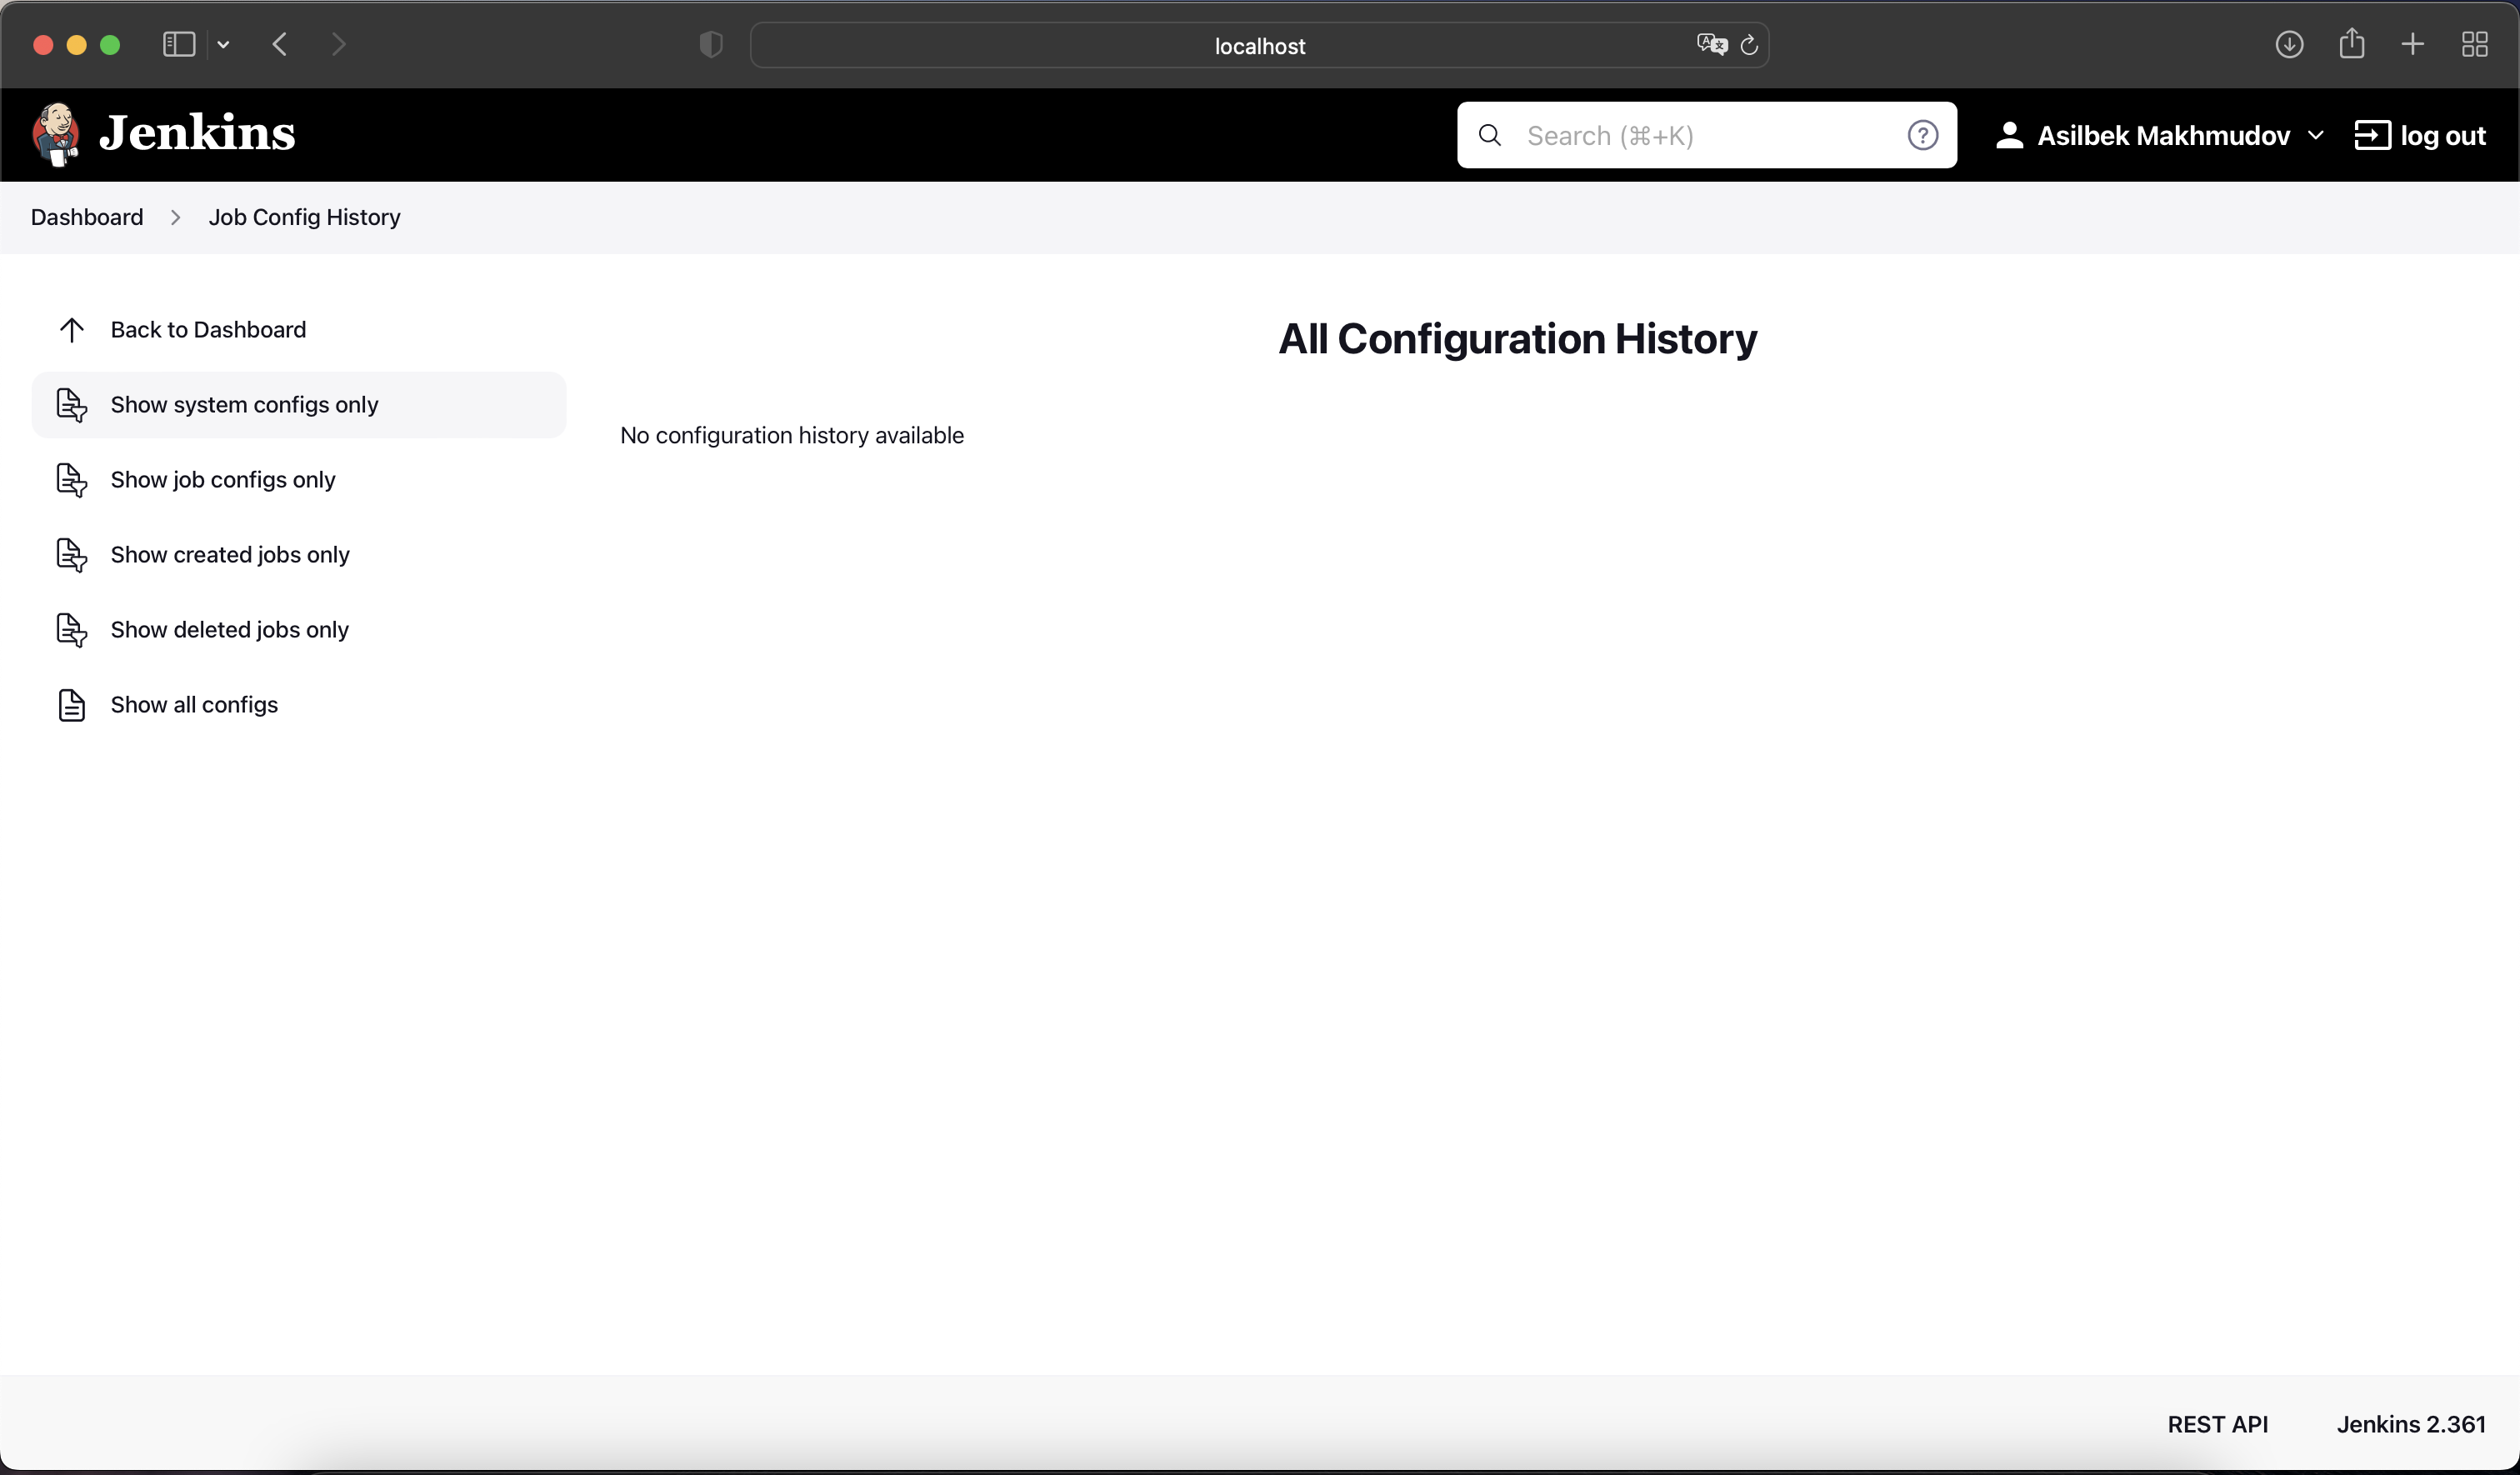 localhost
Jenkins
Search (⌘+K)
Asilbek Makhmudov
log out
Dashboard
Job Config History
Back to Dashboard
Show system configs only
Show job configs only
Show created jobs only
Show deleted jobs only
Show all configs
All Configuration History
No configuration history available
REST API
Jenkins 2.361